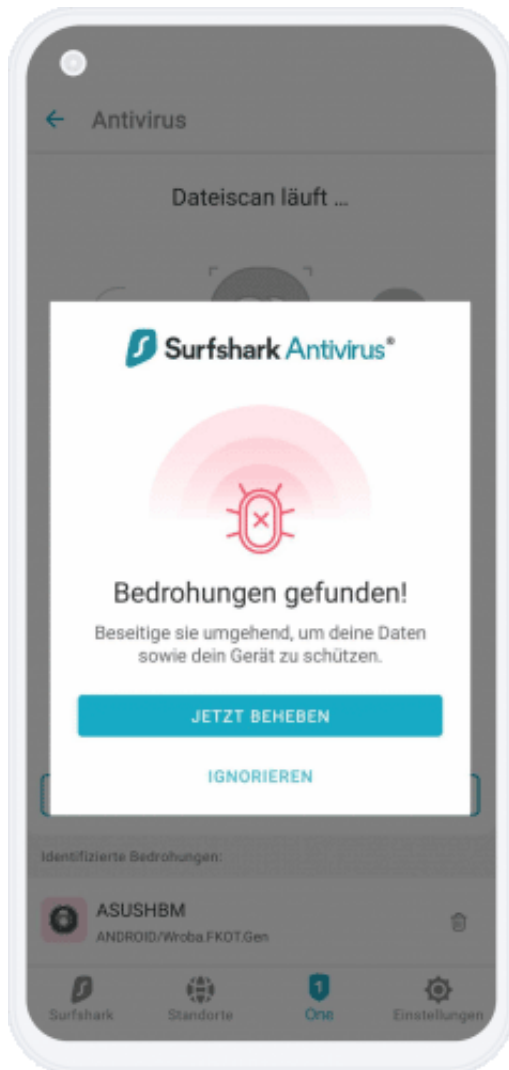 Antivirus
Dateiscan läuft ...
Surfshark Antivirus®
Bedrohungen gefunden!
Beseitige sie umgehend, um deine Daten
sowie dein Gerät zu schützen.
JETZT BEHEBEN
IGNORIEREN
Identifizierte Bedrohungen:
ASUSHBM
ANDROID/Wroba.FKOT.Gen
Surfshark Standorte One Einstellungen